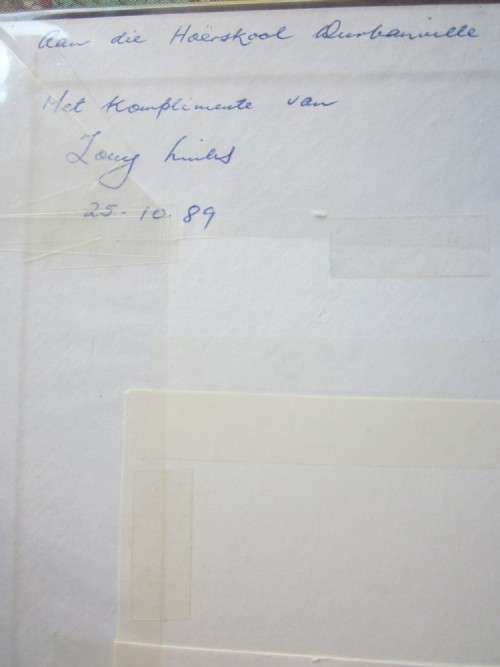 Aan die Hoërskool Durbanville
Met Komplimente van
25.10.89